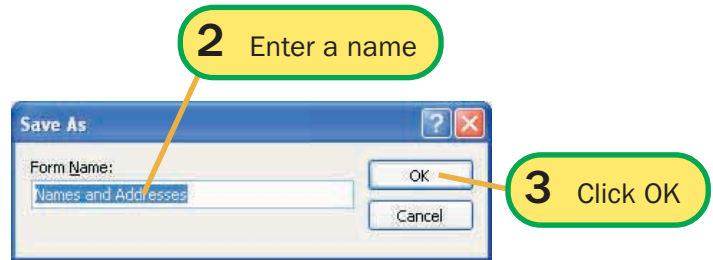 2 Enter a name
Save As
Form Name:
Names and Addresses
OK
Cancel
3 Click OK